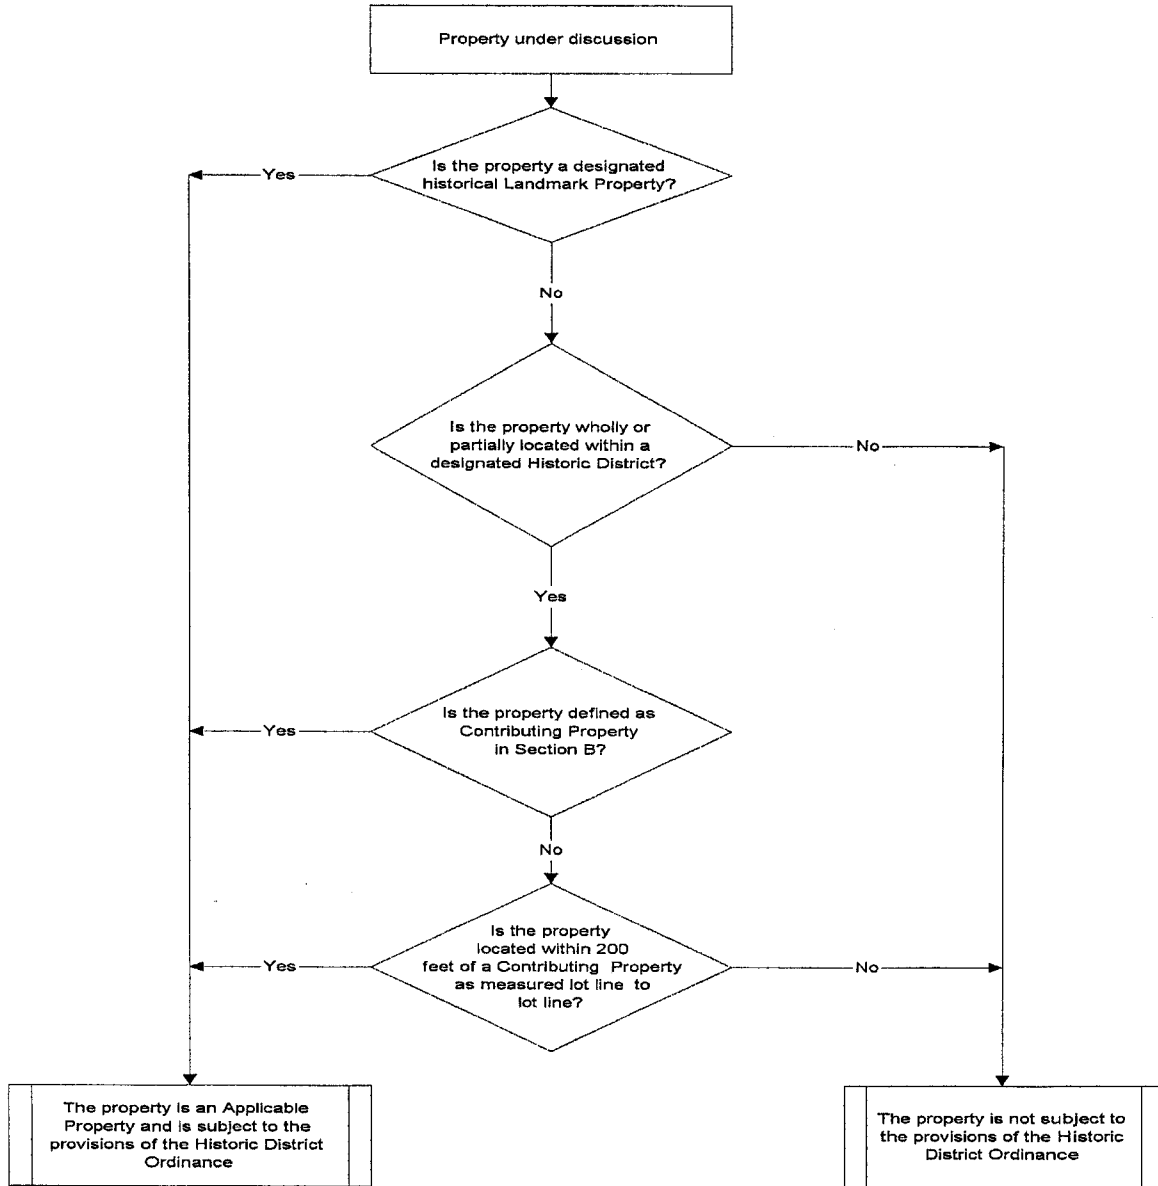 Property under discussion
Is the property a designated
historical Landmark Property?
Yes
No
Is the property wholly or
partially located within a
designated Historic District?
No
Yes
Is the property defined as
Contributing Property
in Section B?
Yes
No
Is the property
located within 200
feet of a Contributing Property
as measured lot line to
lot line?
Yes
No
The property is an Applicable
Property and is subject to the
provisions of the Historic District
Ordinance
The property is not subject to
the provisions of the Historic
District Ordinance